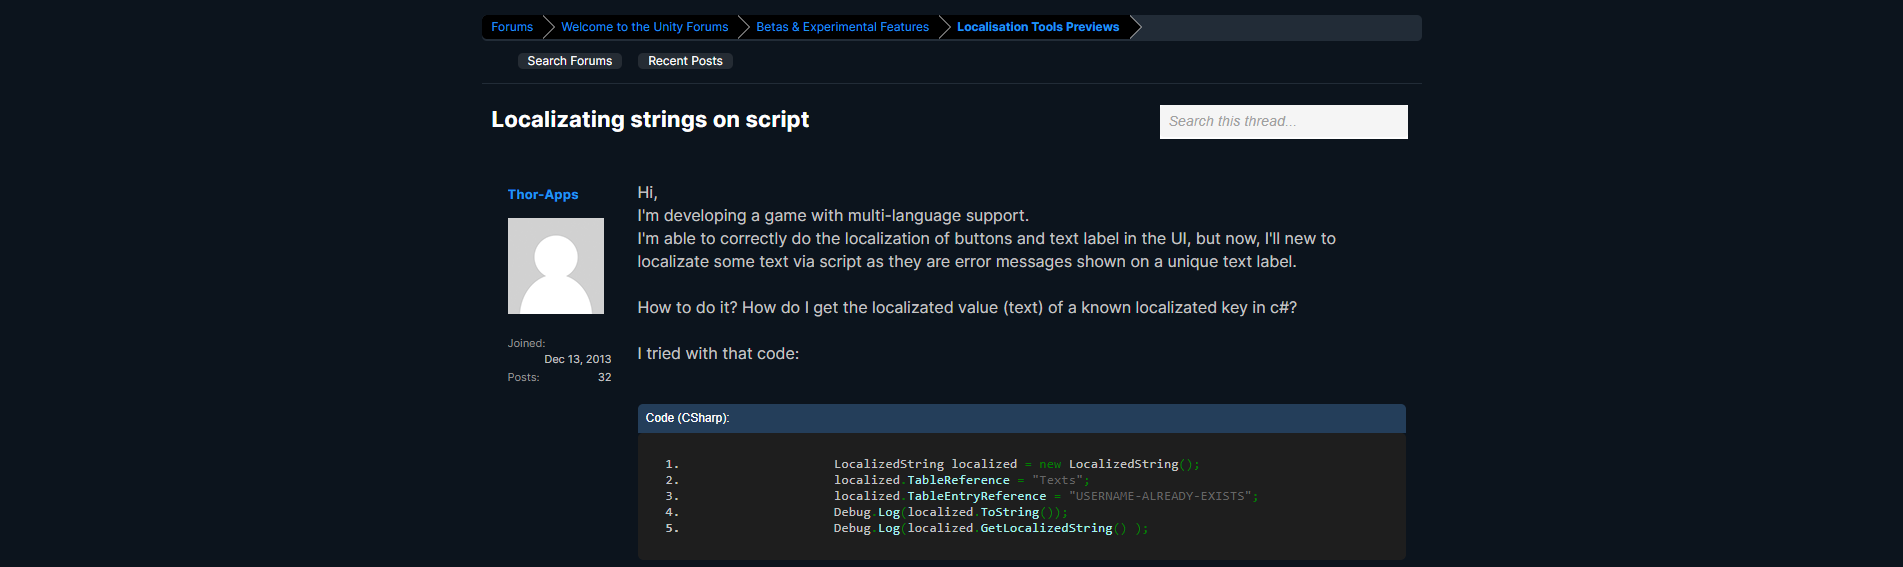 Forums Welcome to the Unity Forums Betas & Experimental Features Localisation Tools Previews
Search Forums Recent Posts
Localizating strings on script
Search this thread...
Thor-Apps
Joined:
Dec 13, 2013
Posts: 32
Hi,
I'm developing a game with multi-language support.
I'm able to correctly do the localization of buttons and text label in the UI, but now, I'll new to
localizate some text via script as they are error messages shown on a unique text label.
How to do it? How do I get the localizated value (text) of a known localizated key in c#?
I tried with that code:
Code (CSharp):
1. LocalizedString localized = new LocalizedString();
2. localized.TableReference = "Texts";
3. localized.TableEntryReference = "USERNAME-ALREADY-EXISTS";
4. Debug.Log(localized.ToString());
5. Debug.Log(localized.GetLocalizedString() );